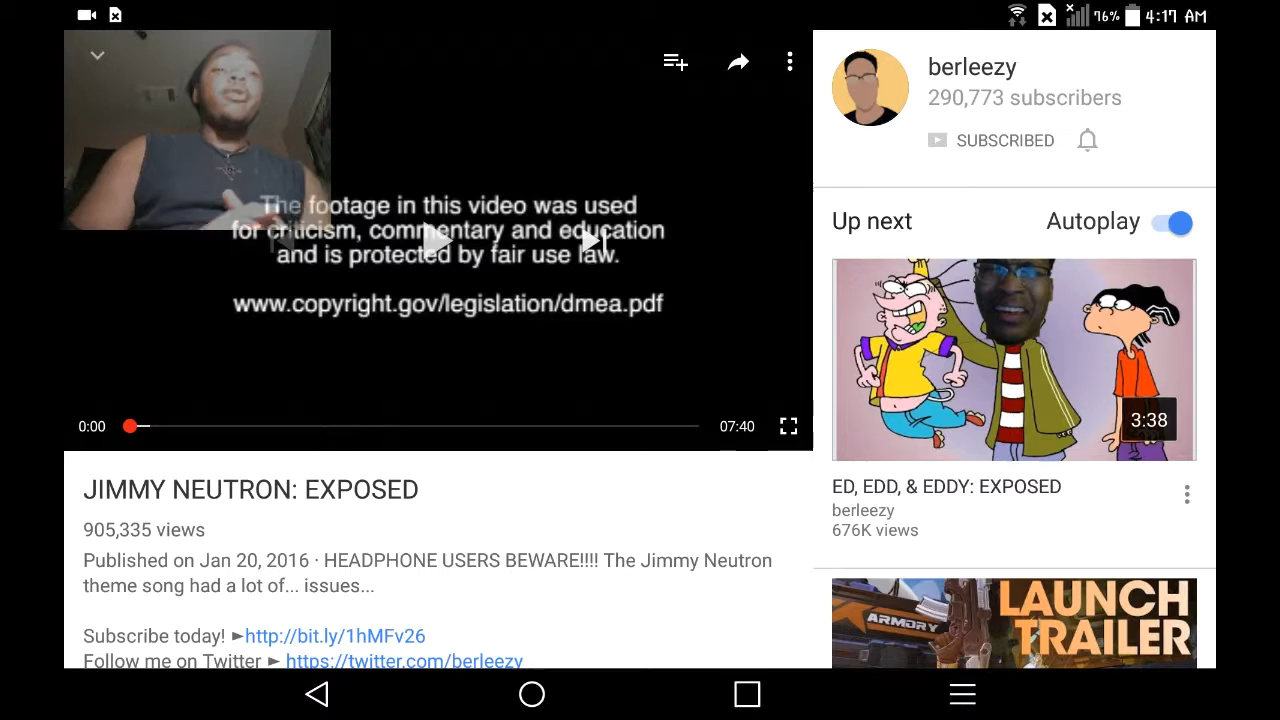 76% 4:17 AM
The footage in this video was used
for criticism, commentary and education
and is protected by fair use law.
www.copyright.gov/legislation/dmea.pdf
0:00 07:40
JIMMY NEUTRON: EXPOSED
905,335 views
Published on Jan 20, 2016 · HEADPHONE USERS BEWARE!!!! The Jimmy Neutron
theme song had a lot of... issues...
Subscribe today! ►http://bit.ly/1hMFv26
Follow me on Twitter ► https://twitter.com/berleezy
berleezy
290,773 subscribers
SUBSCRIBED
Up next Autoplay
3:38
ED, EDD, & EDDY: EXPOSED
berleezy
676K views
ARMORY
LAUNCH
TRAILER